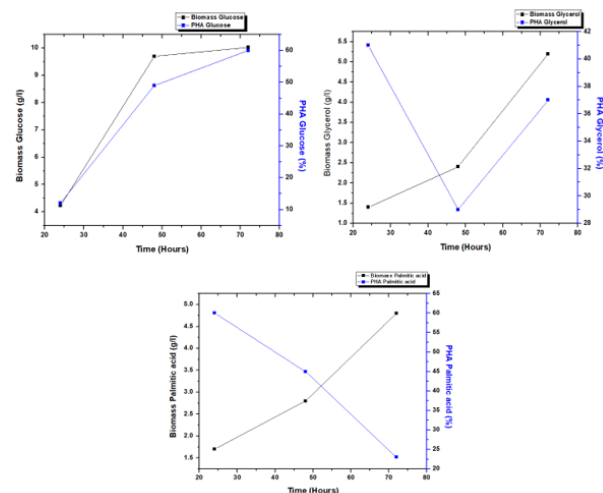 Biomass Glucose
PHA Glucose
10
9
8
7
6
5
4
60
50
40
30
20
10
Biomass Glucose (g/l)
PHA Glucose (%)
20 30 40 50 60 70 80
Time (Hours)
Biomass Glycerol
PHA Glycerol
5.5
5.0
4.5
4.0
3.5
3.0
2.5
2.0
1.5
1.0
42
40
38
36
34
32
30
28
Biomass Glycerol (g/l)
PHA Glycerol (%)
20 30 40 50 60 70 80
Time (Hours)
Biomass Palmitic acid
PHA Palmitic acid
5.0
4.5
4.0
3.5
3.0
2.5
2.0
1.5
65
60
55
50
45
40
35
30
25
20
Biomass Palmitic acid (g/l)
PHA Palmitic acid (%)
20 30 40 50 60 70 80
Time (Hours)